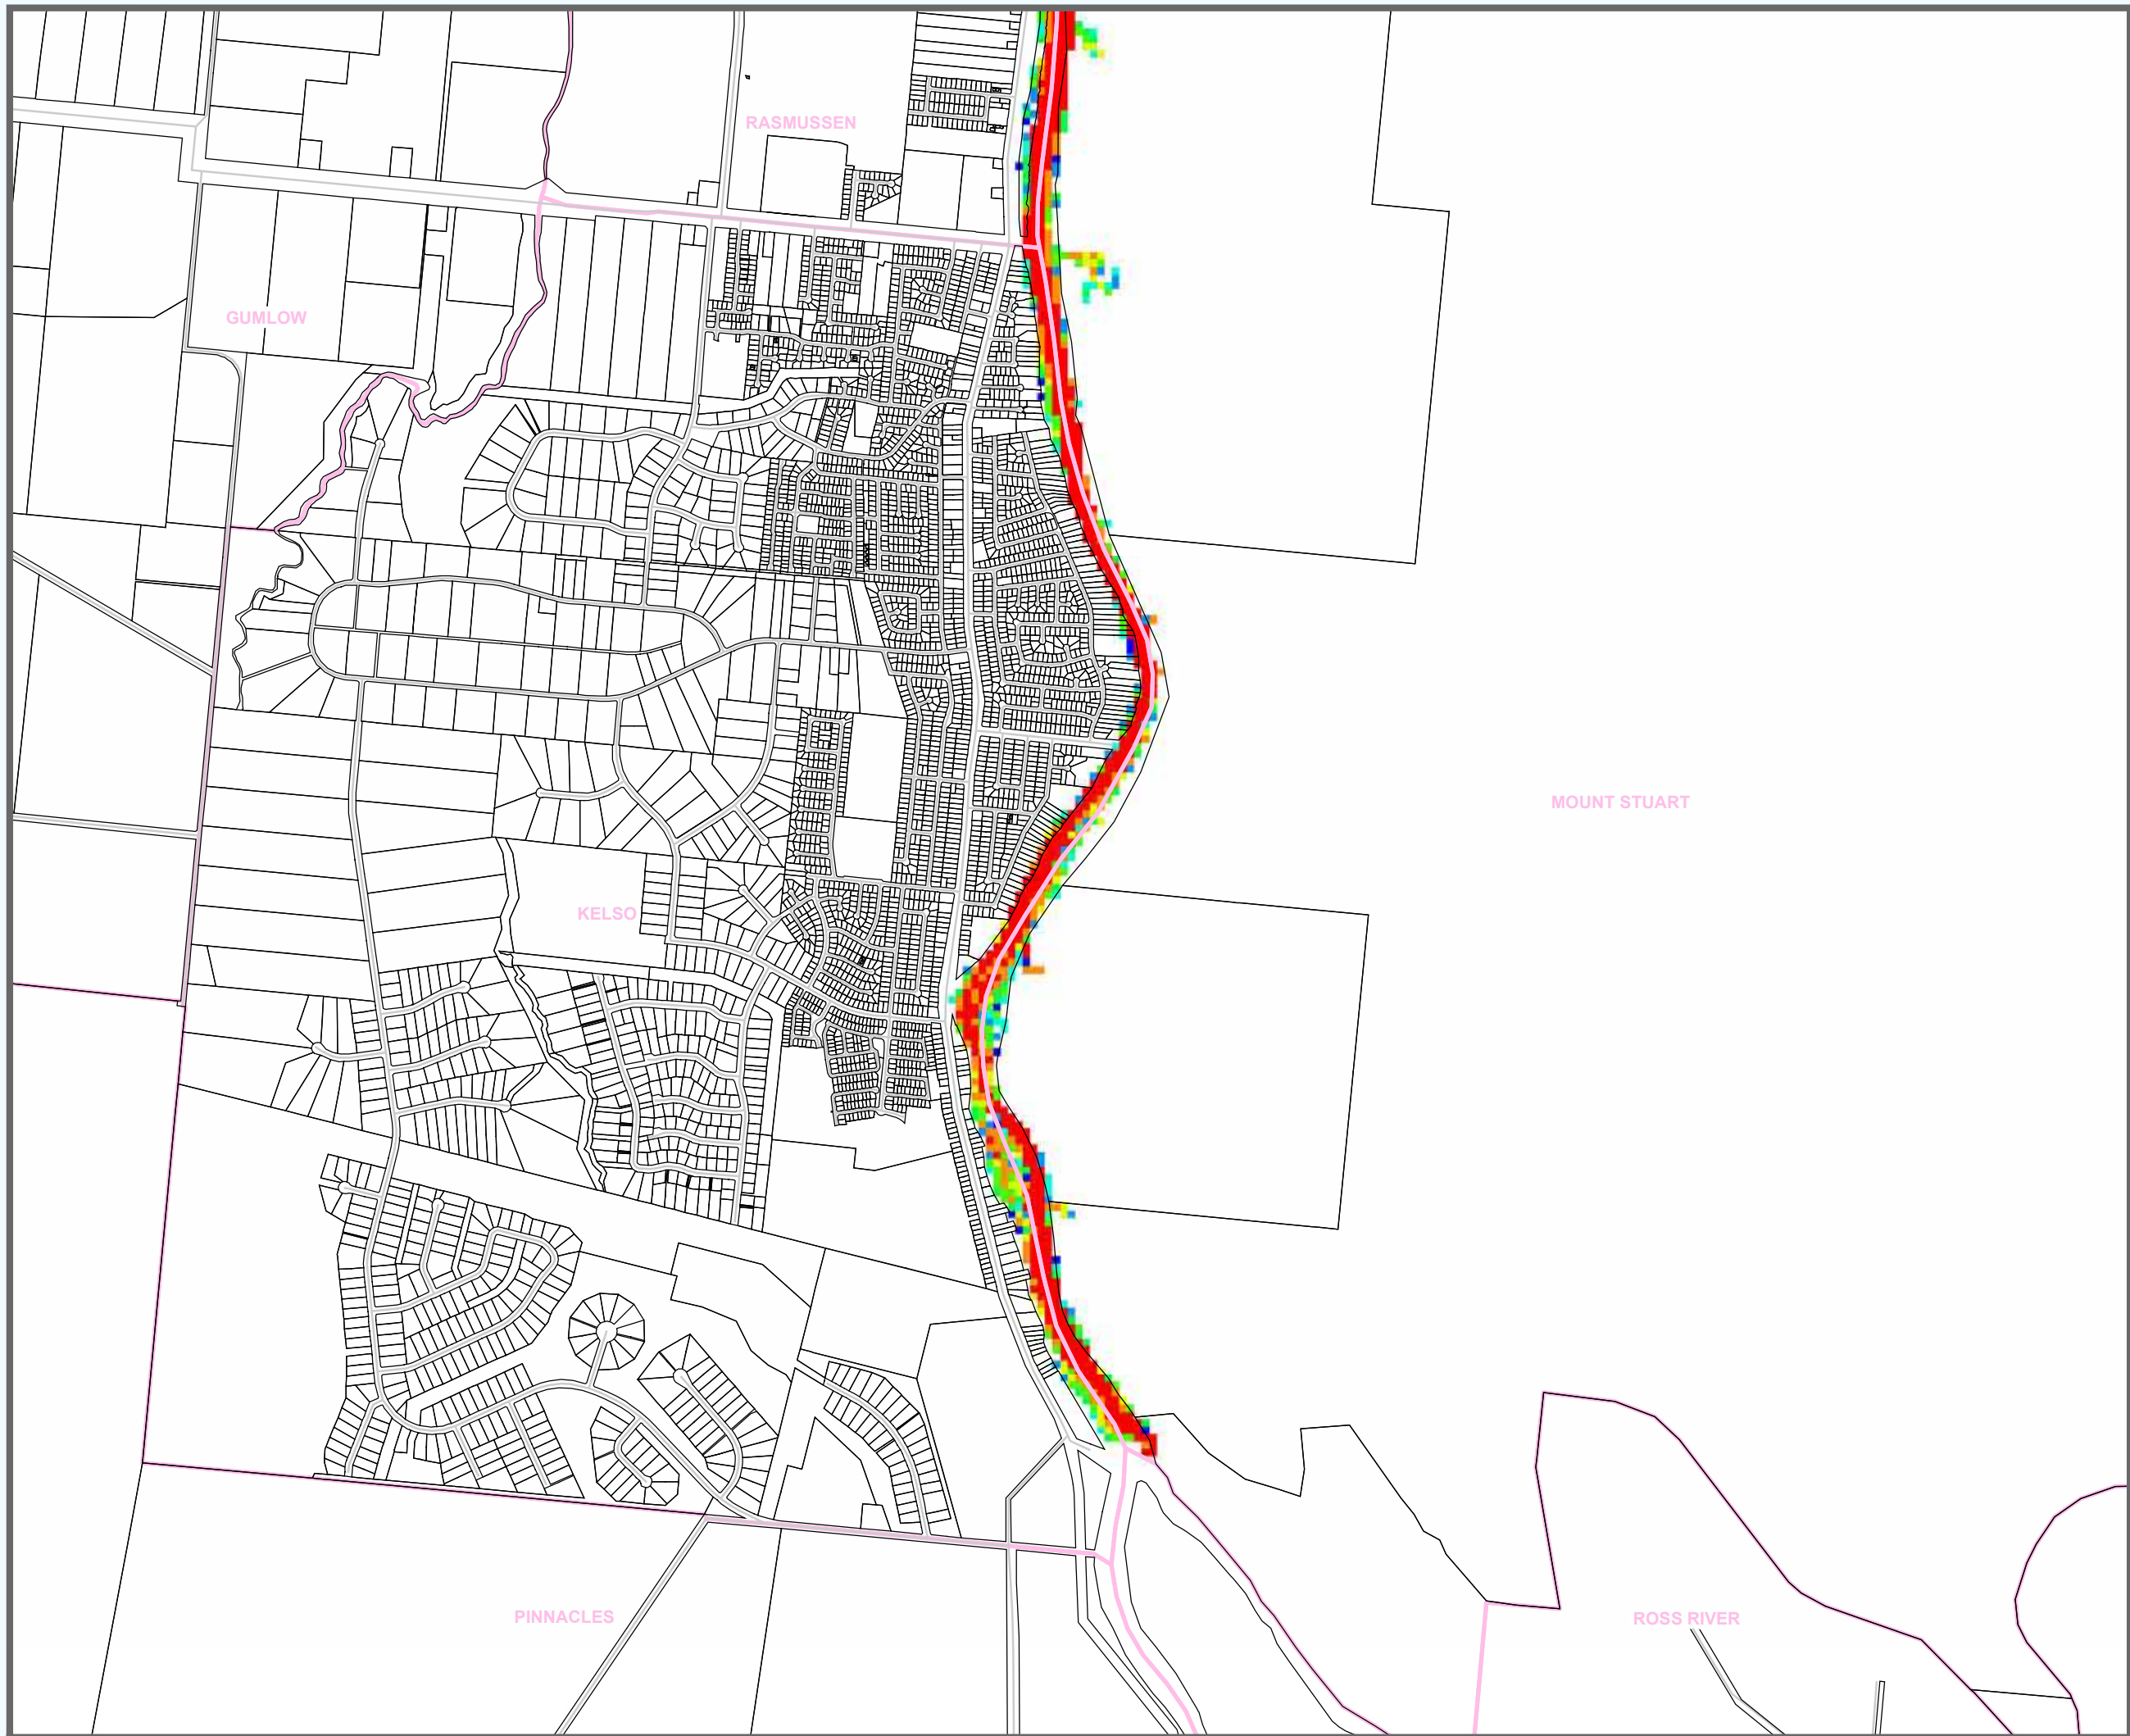 RASMUSSEN
GUMLOW
MOUNT STUART
KELSO
PINNACLES
ROSS RIVER